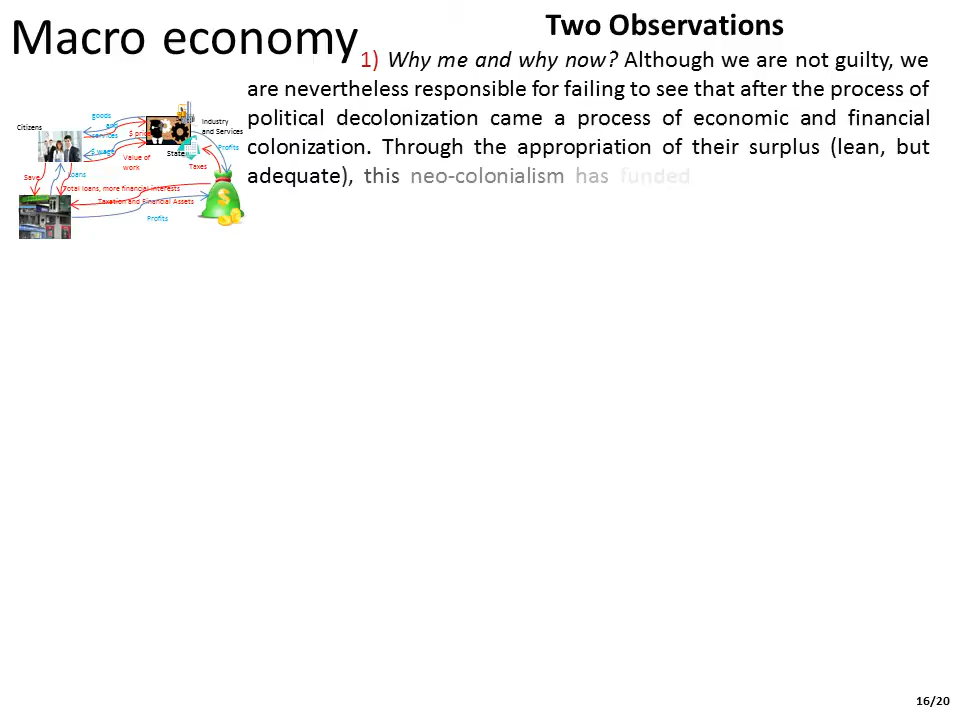 Macro economy
Two Observations
1) Why me and why now? Although we are not guilty, we
are nevertheless responsible for failing to see that after the process of
political decolonization came a process of economic and financial
colonization. Through the appropriation of their surplus (lean, but
adequate), this neo-colonialism has funded
goods
and
services
Citizens
$ price
Industry
and Services
$ wage
State
Profits
Value of
work
Taxes
Save
Loans
Total loans, more financial interests
Taxation and Financial Assets
Profits
16/20